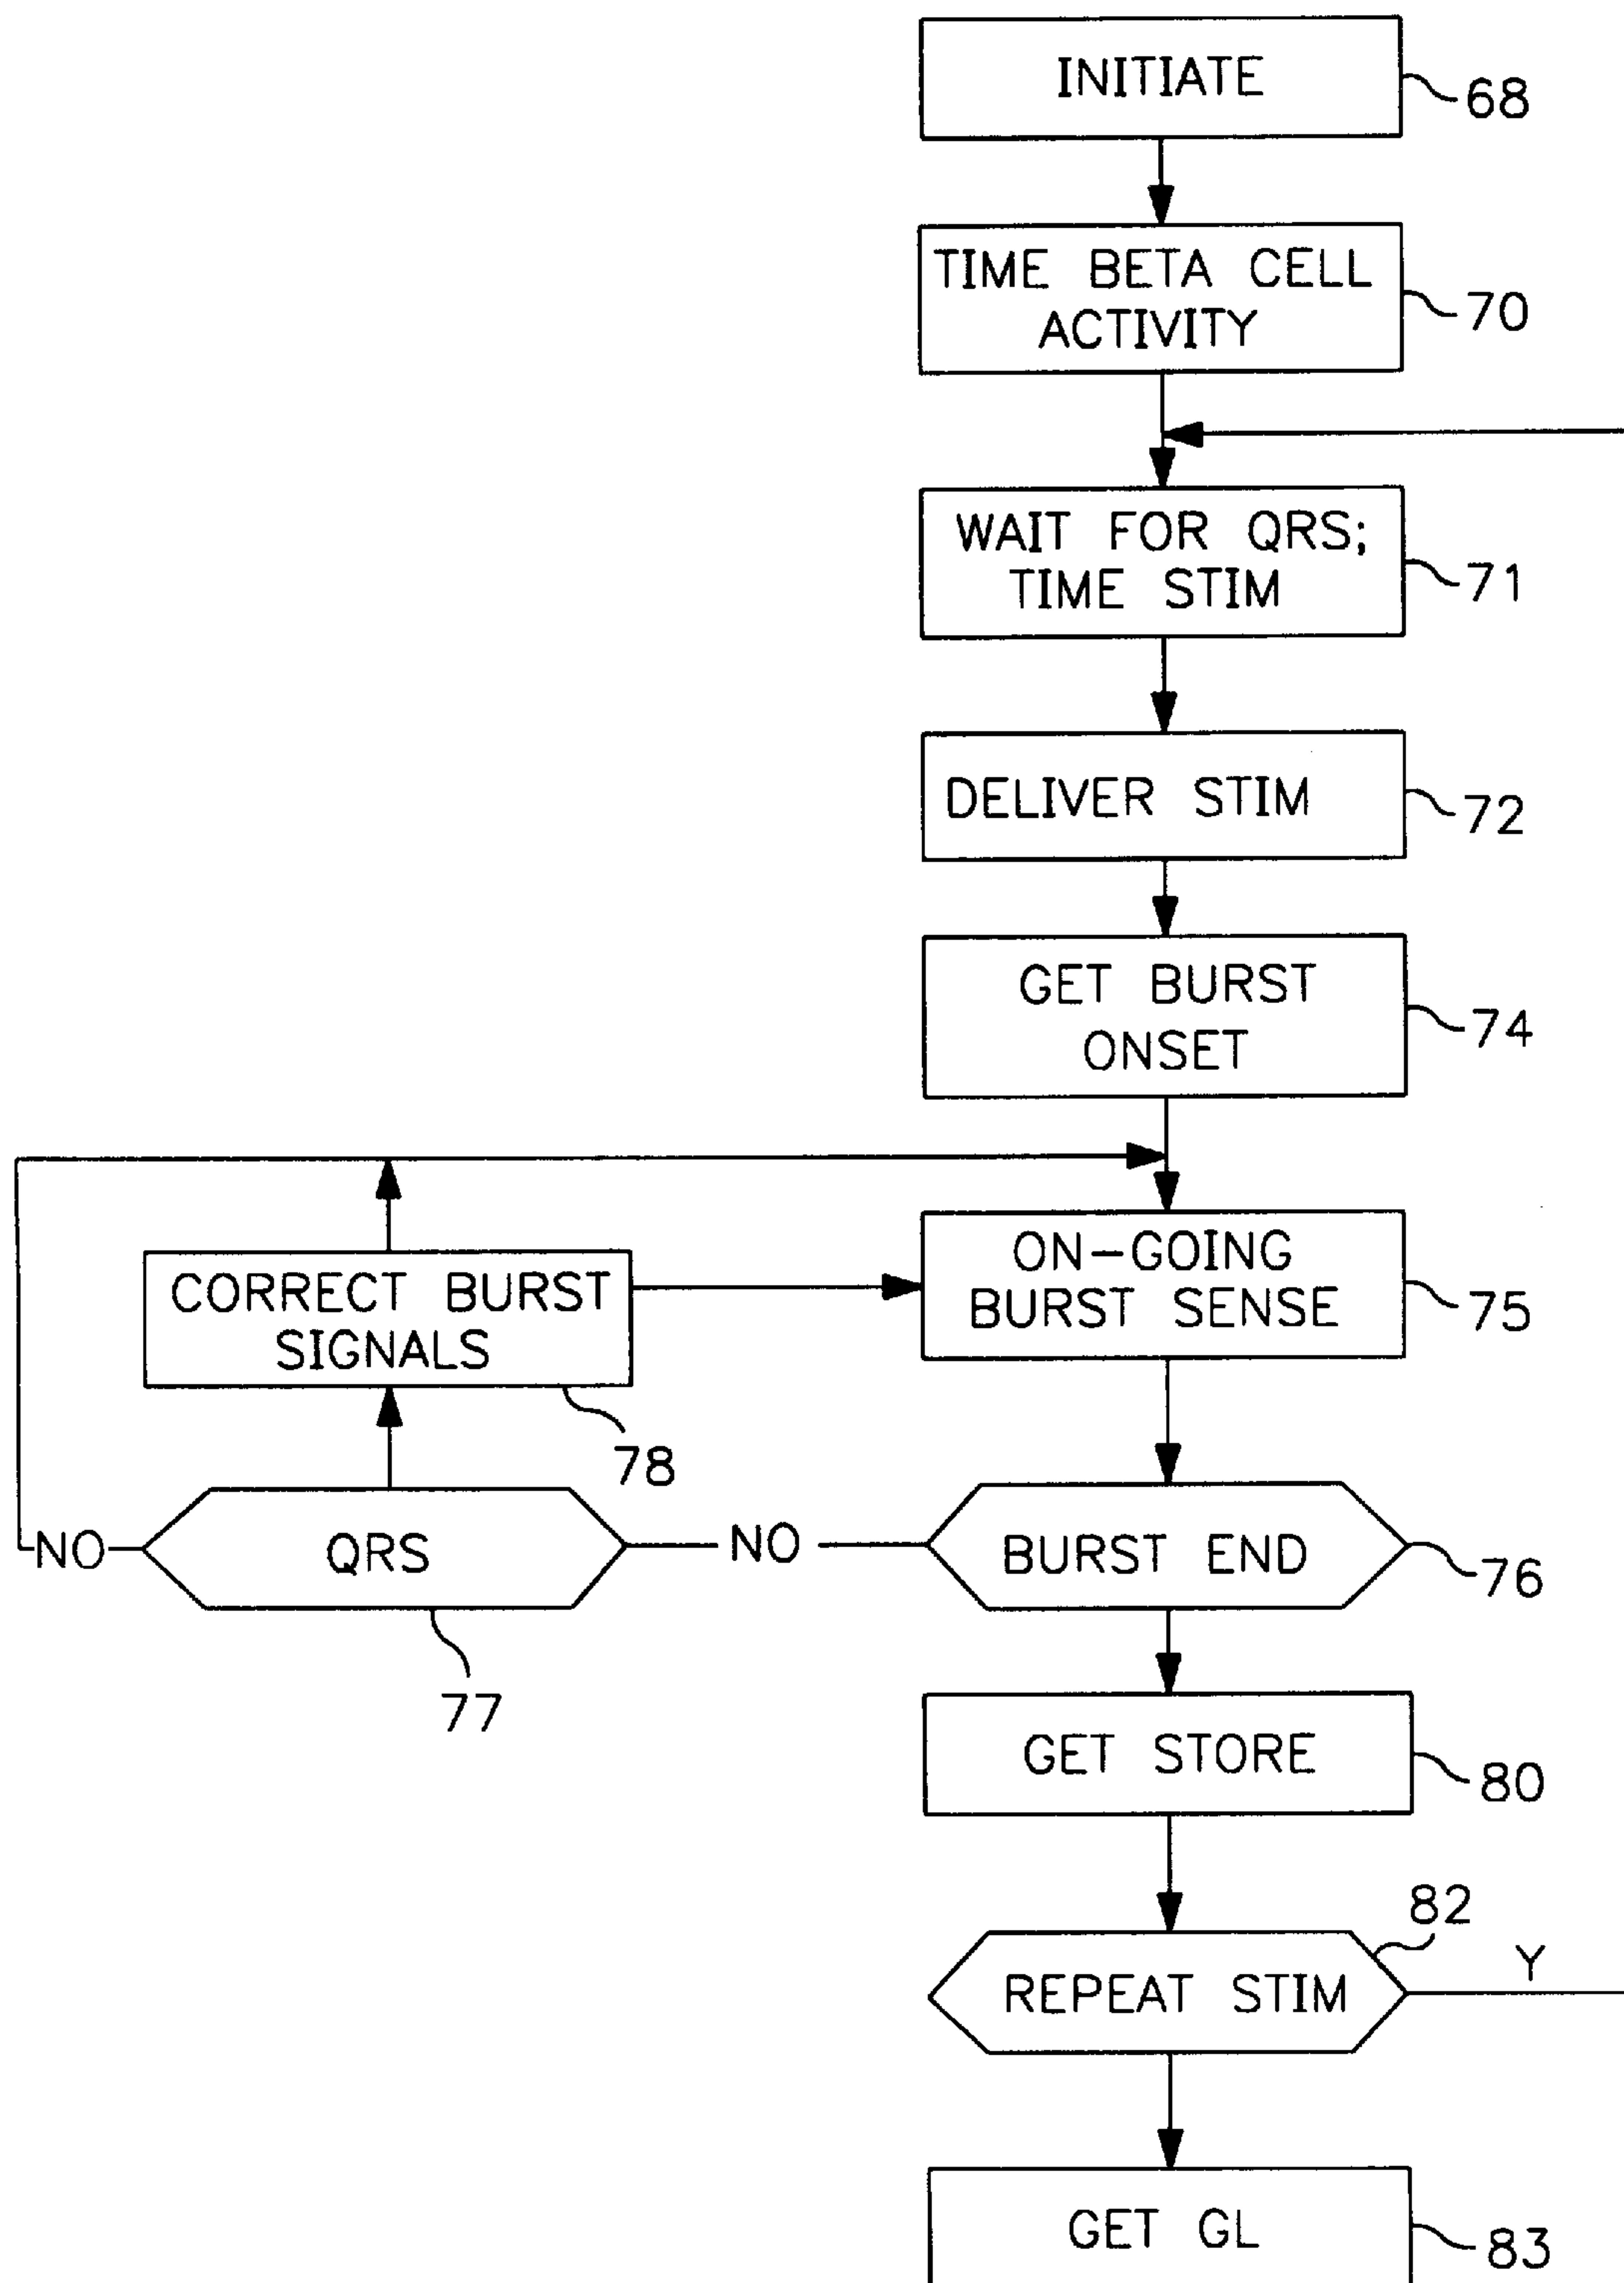 INITIATE
68
TIME BETA CELL
ACTIVITY
70
WAIT FOR QRS;
TIME STIM
71
DELIVER STIM
72
GET BURST
ONSET
74
ON-GOING
BURST SENSE
75
CORRECT BURST
SIGNALS
78
NO
QRS
77
NO
BURST END
76
GET STORE
80
82
REPEAT STIM
Y
GET GL
83